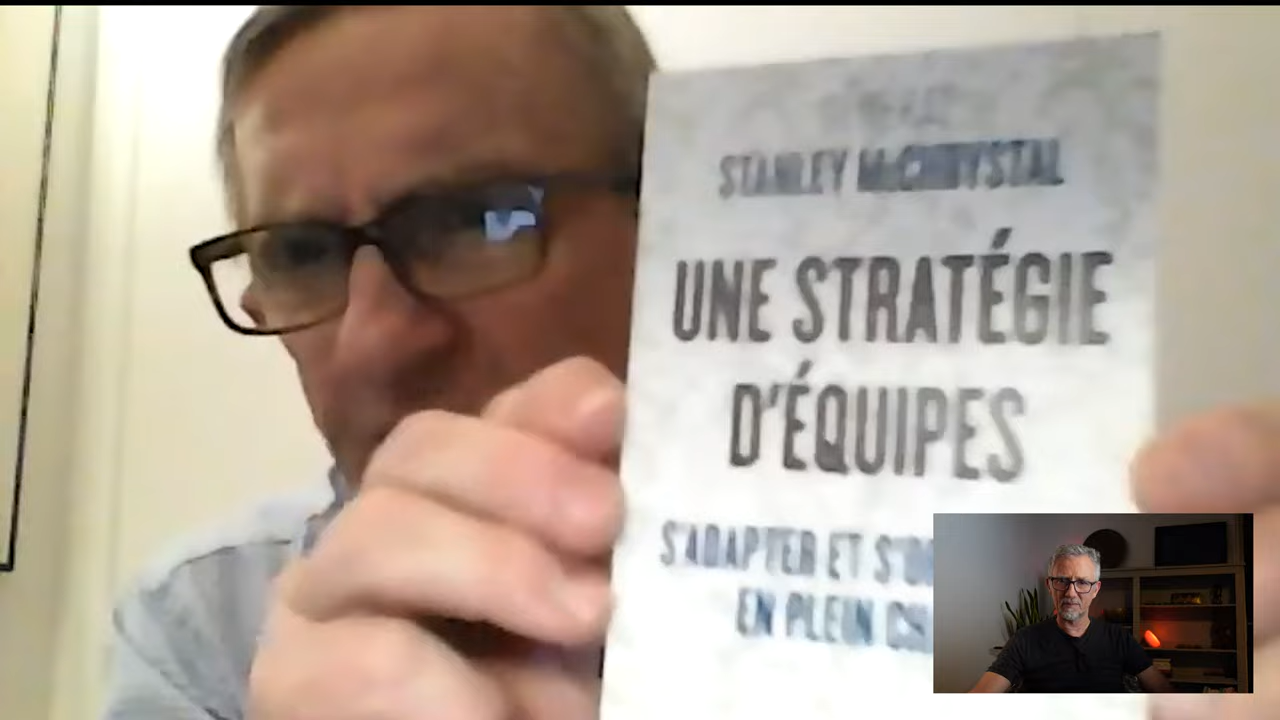 STANLEY McCHRYSTAL
UNE STRATÉGIE
D'ÉQUIPES
S'ADAPTER ET
EN PLEIN